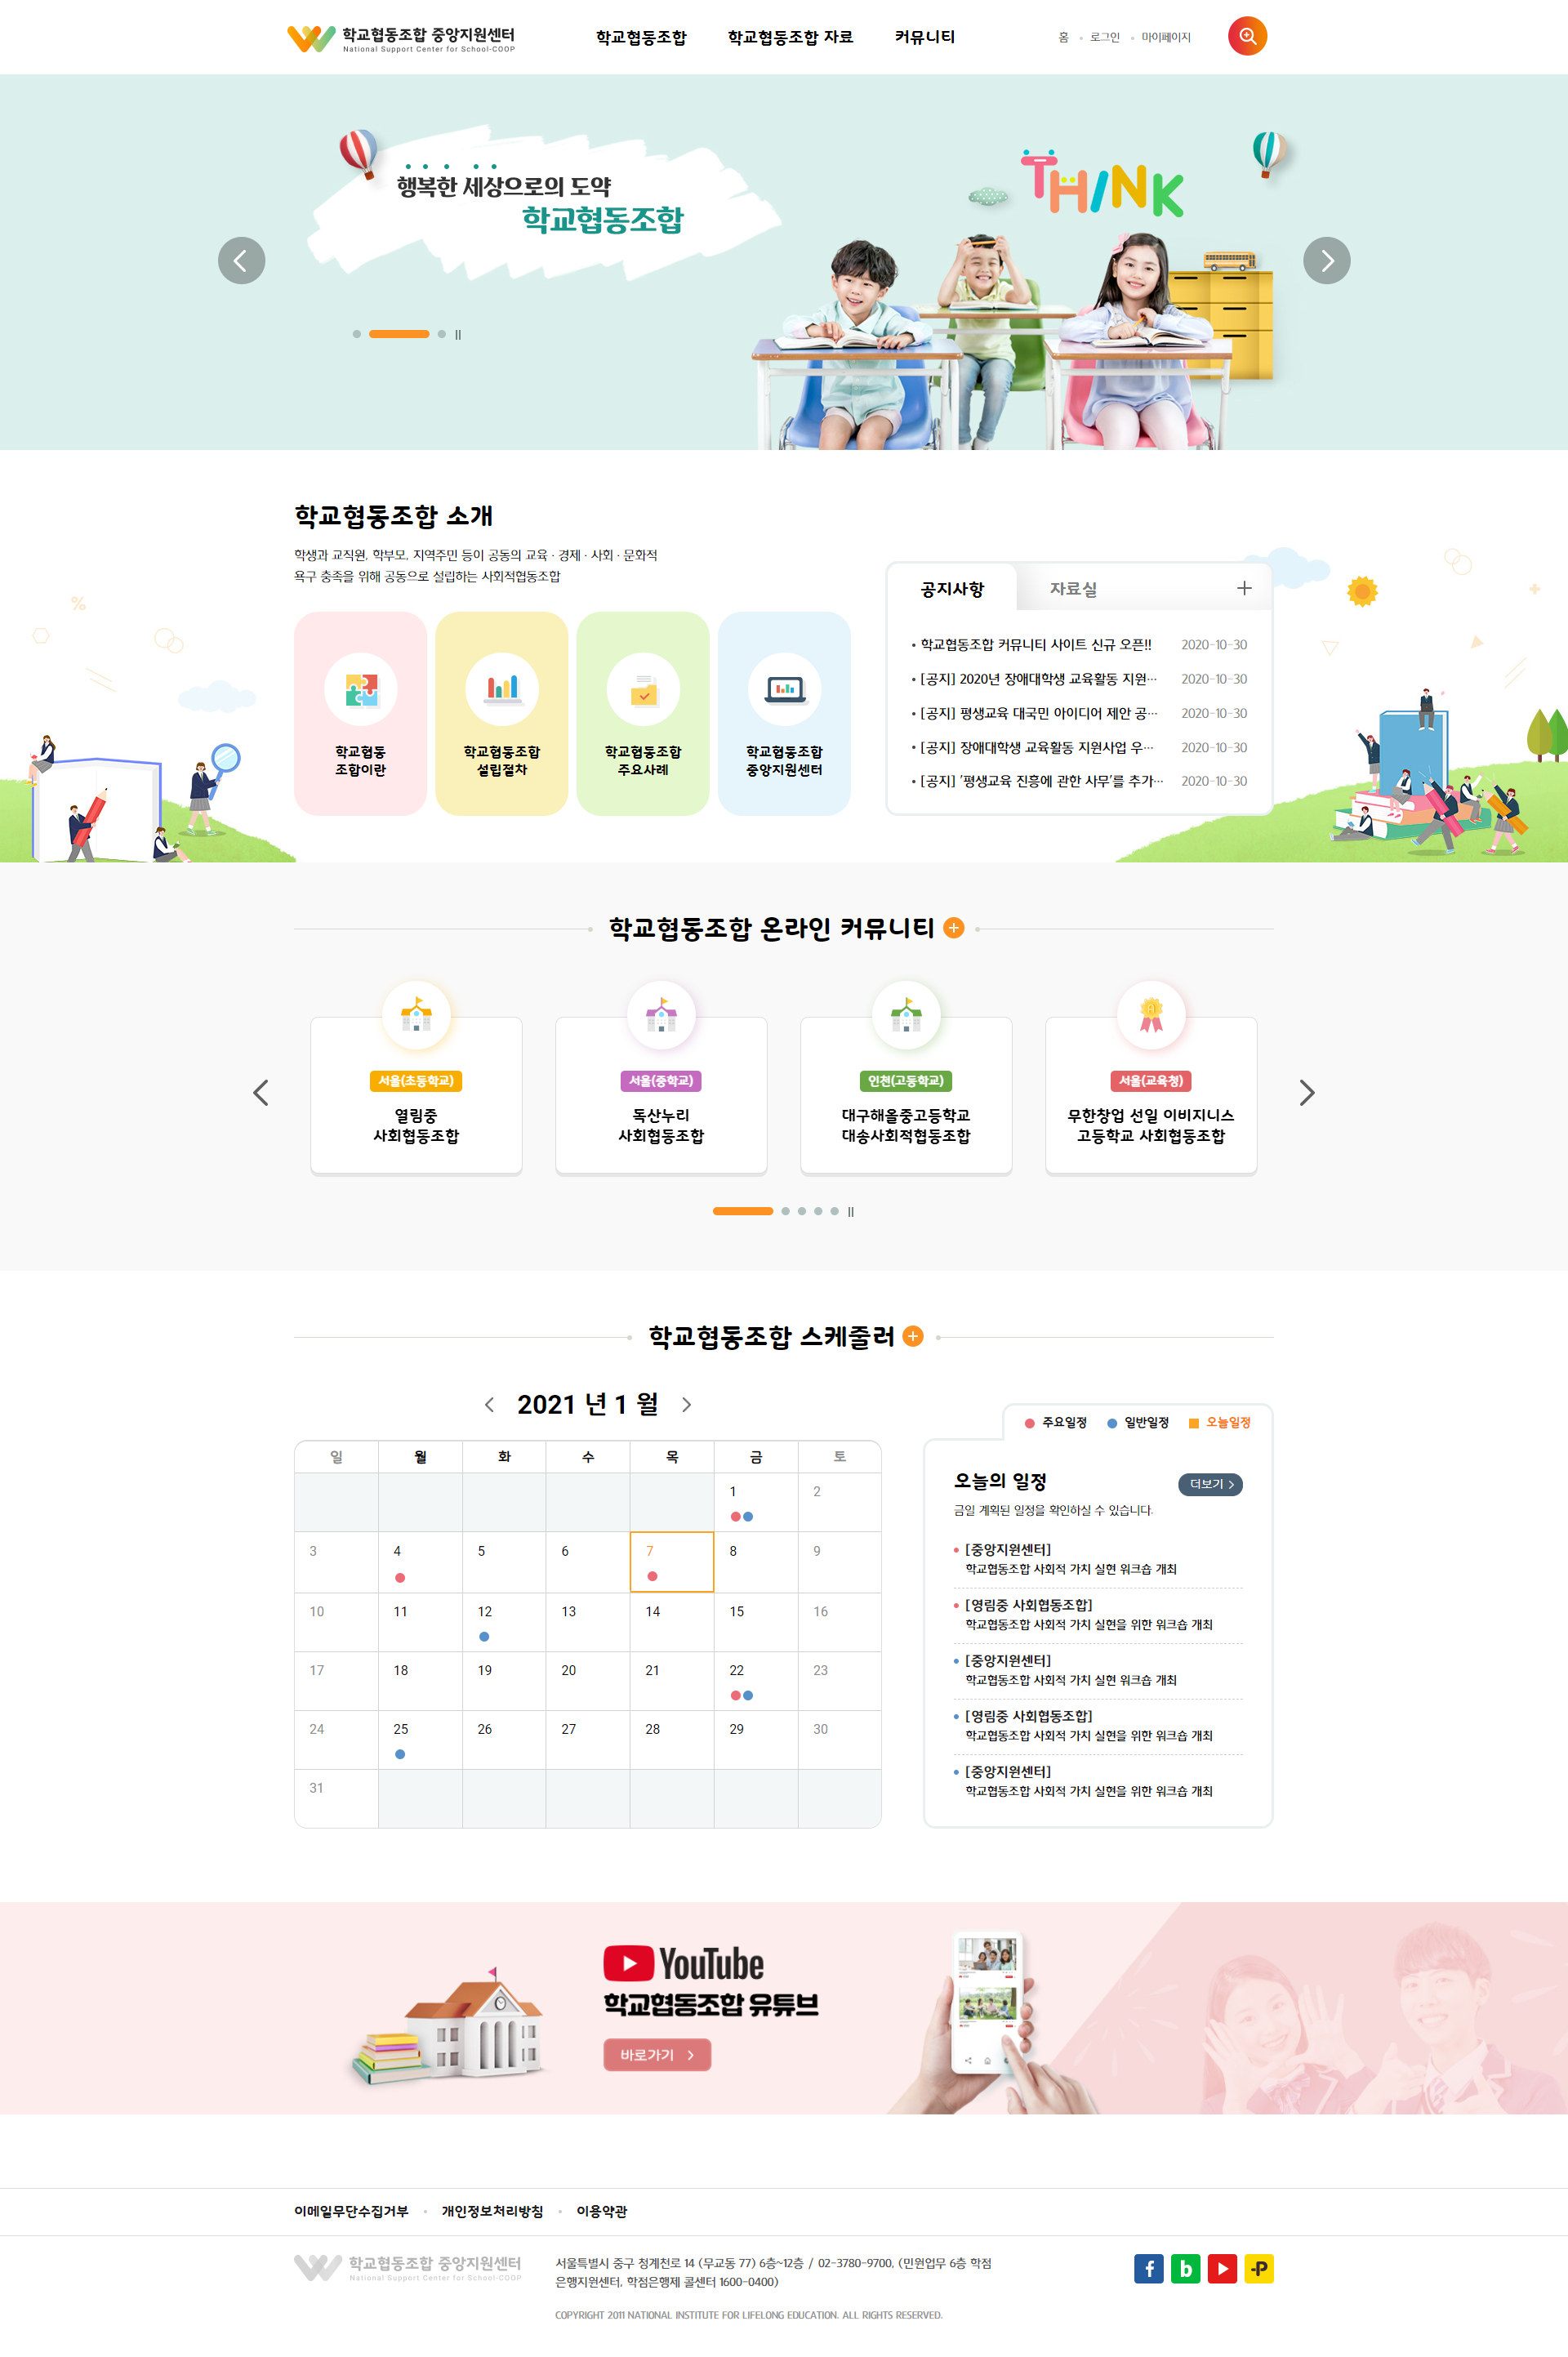 학교협동조합 중앙지원센터
National Support Center for School-COOP
학교협동조합 학교협동조합 자료 커뮤니티
홈 로그인 마이페이지
행복한 세상으로의 도약
학교협동조합
THINK
학교협동조합 소개
학생과 교직원, 학부모, 지역주민 등이 공동의 교육 · 경제 · 사회 · 문화적
욕구 충족을 위해 공동으로 설립하는 사회적협동조합
학교협동
조합이란
학교협동조합
설립절차
학교협동조합
주요사례
학교협동조합
중앙지원센터
공지사항 자료실
학교협동조합 커뮤니티 사이트 신규 오픈!! 2020-10-30
[공지] 2020년 장애대학생 교육활동 지원… 2020-10-30
[공지] 평생교육 대국민 아이디어 제안 공… 2020-10-30
[공지] 장애대학생 교육활동 지원사업 우… 2020-10-30
[공지] '평생교육 진흥에 관한 사무'를 추가… 2020-10-30
학교협동조합 온라인 커뮤니티
서울(초등학교)
열림중
사회협동조합
서울(중학교)
독산누리
사회협동조합
인천(고등학교)
대구해올중고등학교
대송사회적협동조합
서울(교육청)
무한창업 선일 이비지니스
고등학교 사회협동조합
학교협동조합 스케줄러
2021 년 1 월
일 월 화 수 목 금 토
1 2
3 4 5 6 7 8 9
10 11 12 13 14 15 16
17 18 19 20 21 22 23
24 25 26 27 28 29 30
31
주요일정 일반일정 오늘일정
오늘의 일정
더보기
금일 계획된 일정을 확인하실 수 있습니다.
[중앙지원센터]
학교협동조합 사회적 가치 실현 워크숍 개최
[영림중 사회협동조합]
학교협동조합 사회적 가치 실현을 위한 워크숍 개최
[중앙지원센터]
학교협동조합 사회적 가치 실현 워크숍 개최
[영림중 사회협동조합]
학교협동조합 사회적 가치 실현을 위한 워크숍 개최
[중앙지원센터]
학교협동조합 사회적 가치 실현을 위한 워크숍 개최
YouTube
학교협동조합 유튜브
바로가기
이메일무단수집거부 개인정보처리방침 이용약관
학교협동조합 중앙지원센터
National Support Center for School-COOP
서울특별시 중구 청계천로 14 (무교동 77) 6층~12층 / 02-3780-9700, (민원업무 6층 학점
은행지원센터, 학점은행제 콜센터 1600-0400)
COPYRIGHT 2011 NATIONAL INSTITUTE FOR LIFELONG EDUCATION. ALL RIGHTS RESERVED.